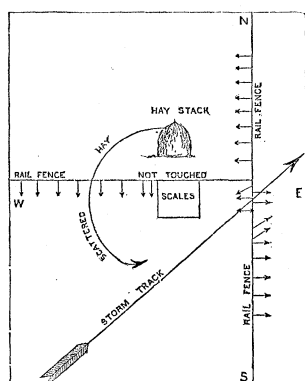 N
HAY STACK
RAIL FENCE
HAY
RAIL FENCE
NOT TOUCHED
W
SCALES
E
SCATTERED
STORM TRACK
RAIL FENCE
S